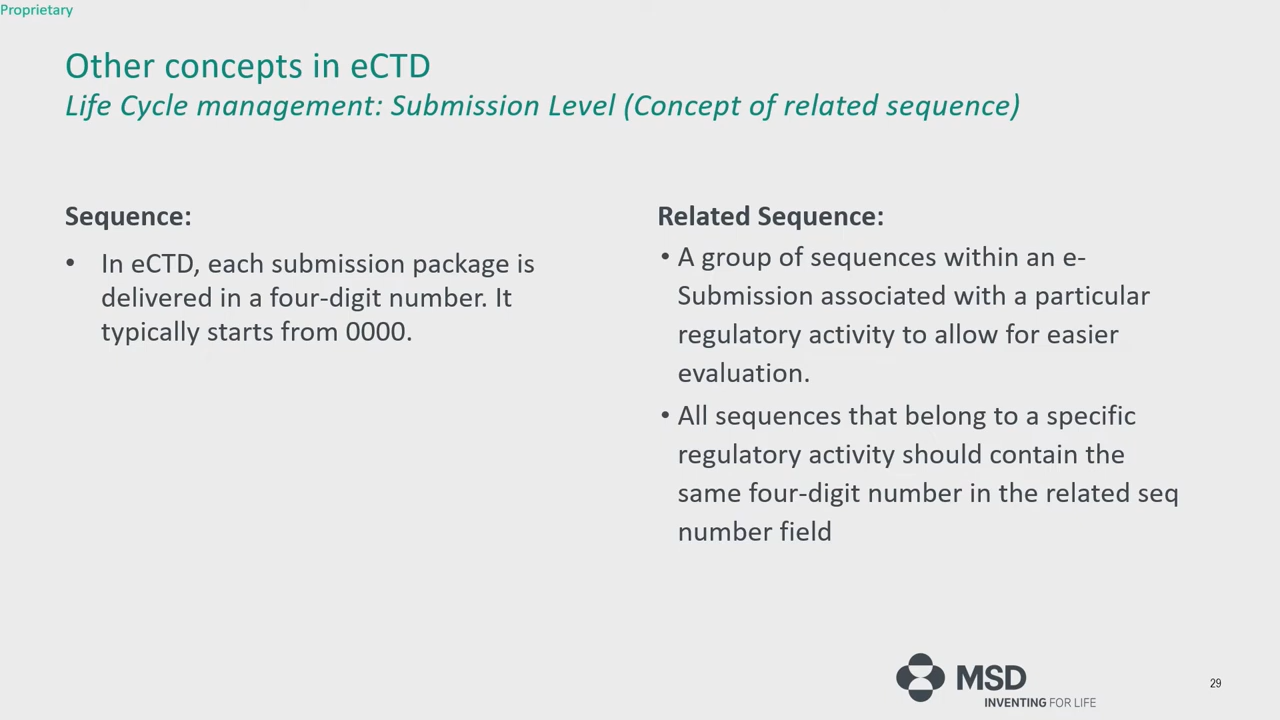 Proprietary
Other concepts in eCTD
Life Cycle management: Submission Level (Concept of related sequence)
Sequence:
• In eCTD, each submission package is
delivered in a four-digit number. It
typically starts from 0000.
Related Sequence:
• A group of sequences within an e-
Submission associated with a particular
regulatory activity to allow for easier
evaluation.
• All sequences that belong to a specific
regulatory activity should contain the
same four-digit number in the related seq
number field
MSD
INVENTING FOR LIFE
29